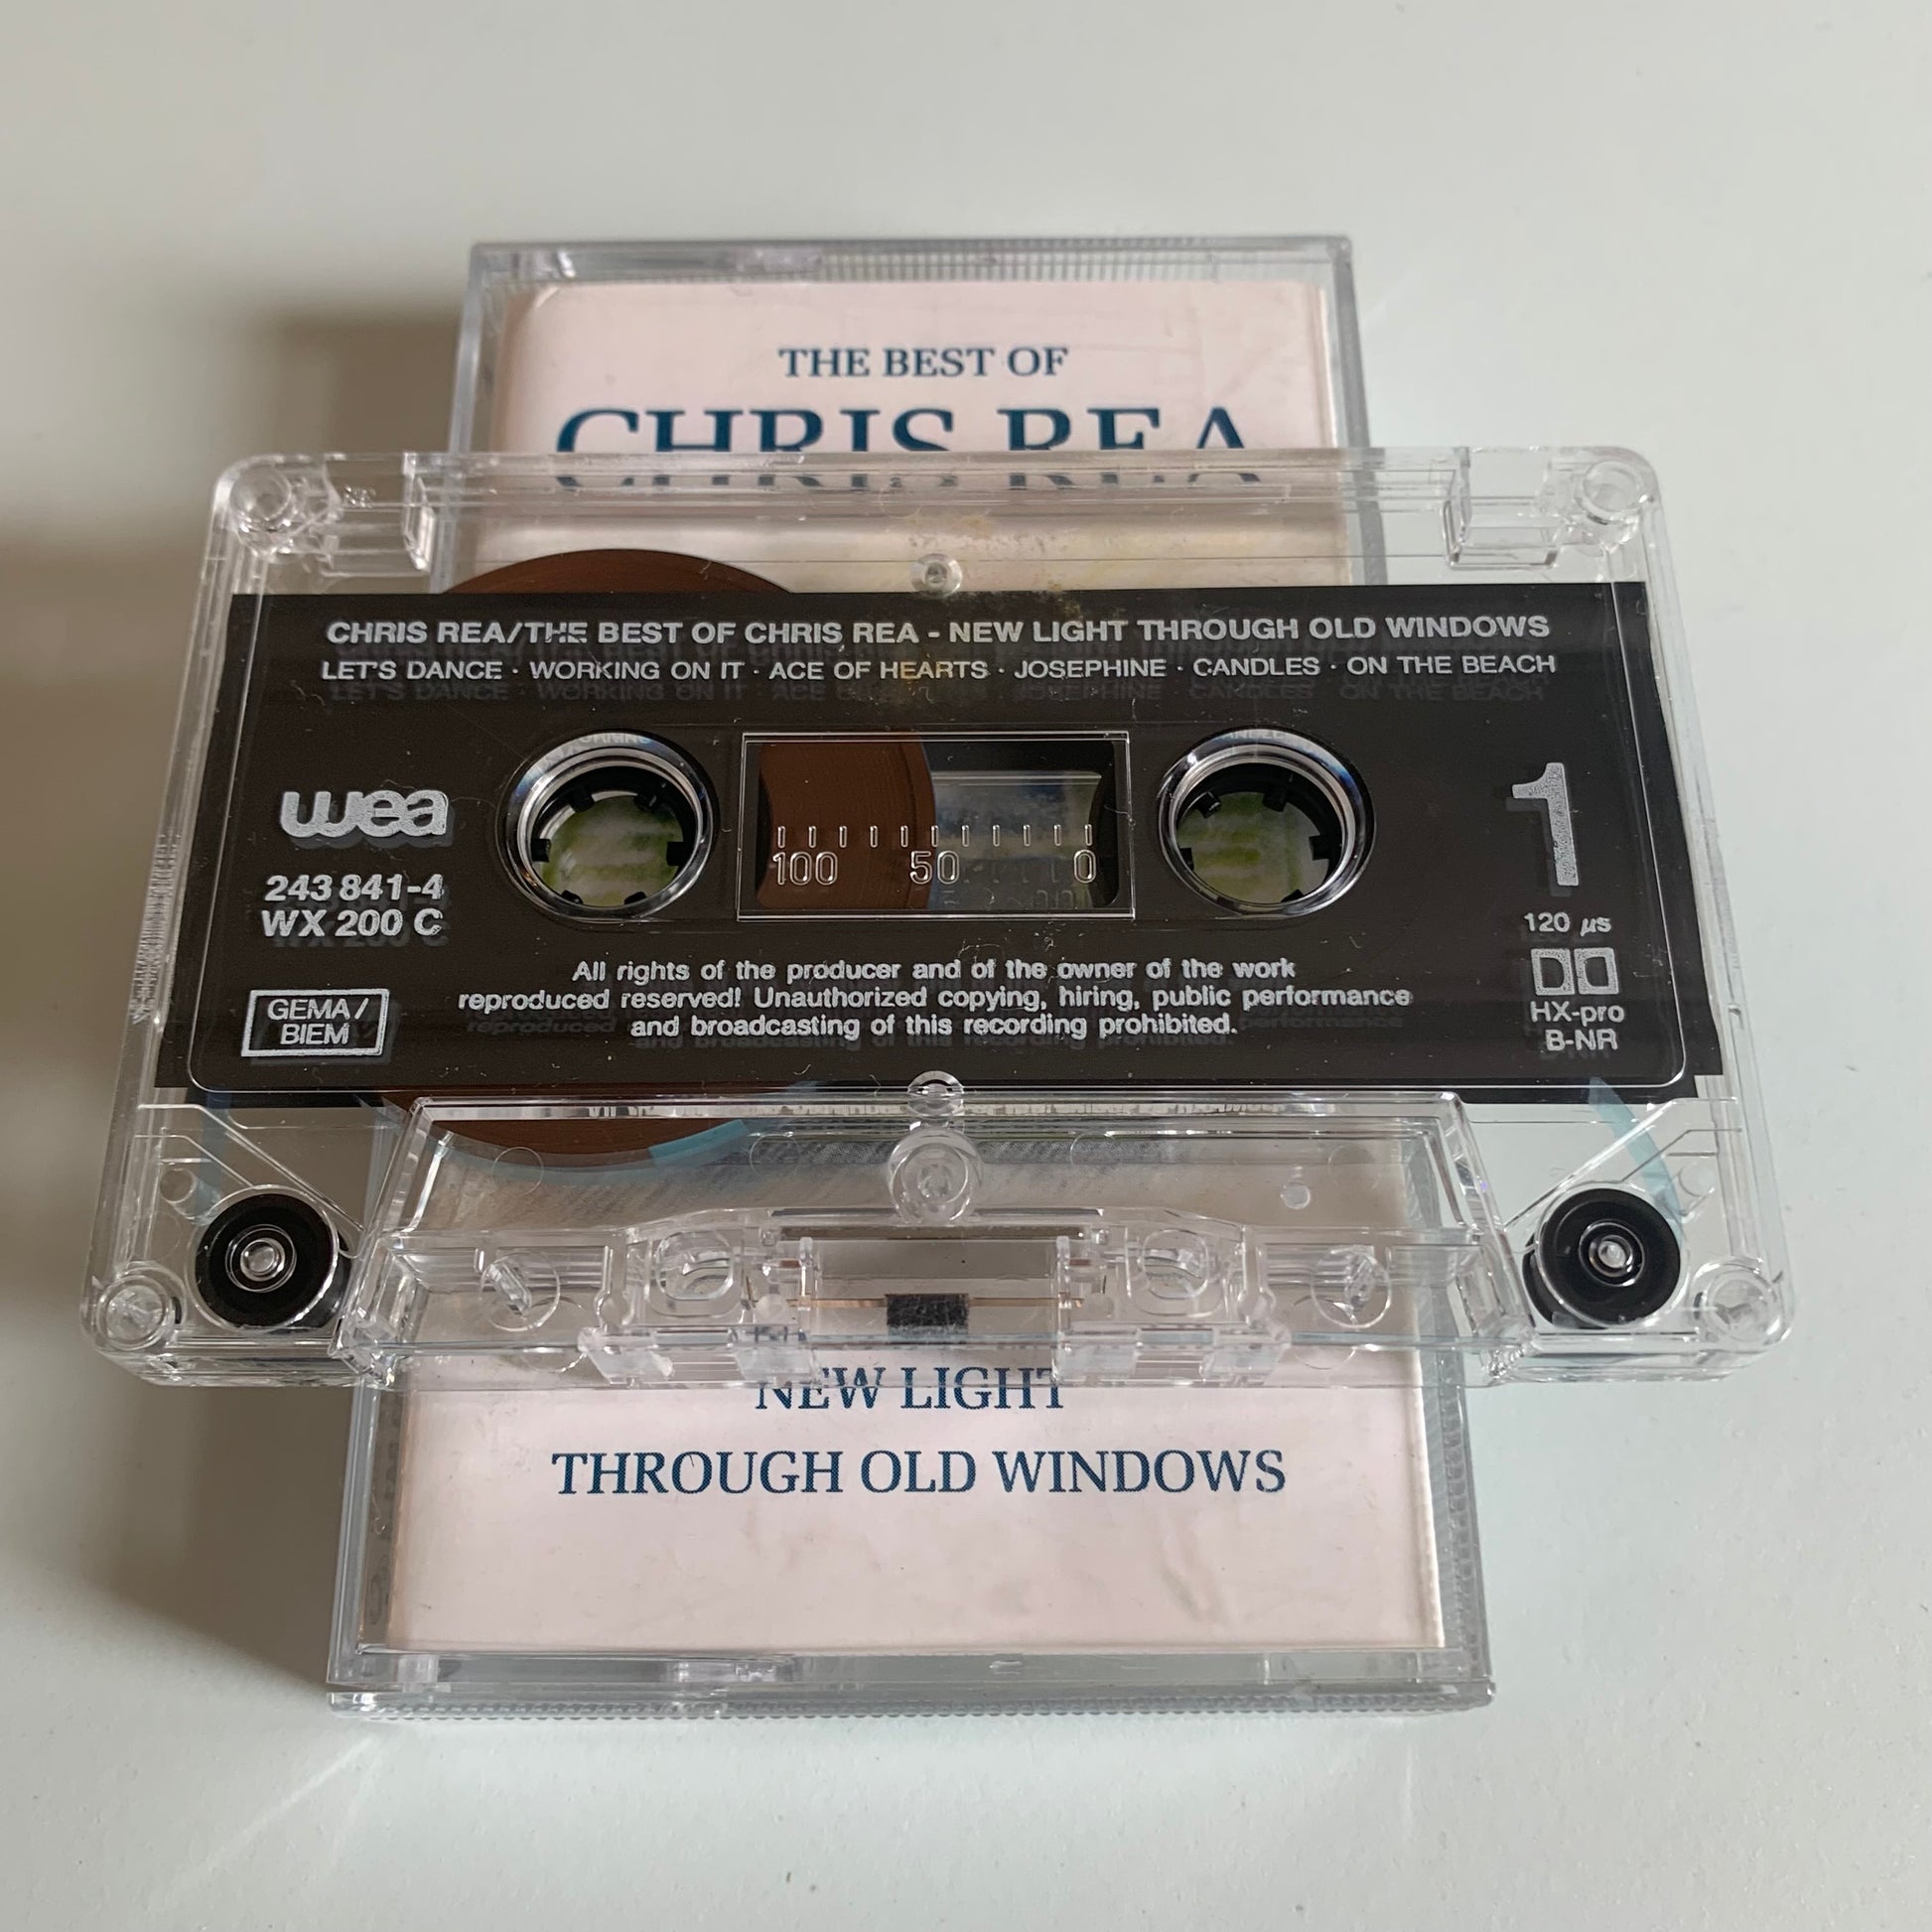 THE BEST OF
CHRIS REA
CHRIS REA/THE BEST OF CHRIS REA - NEW LIGHT THROUGH OLD WINDOWS
LET'S DANCE · WORKING ON IT · ACE OF HEARTS · JOSEPHINE · CANDLES · ON THE BEACH
wea
243 841-4
WX 200 C
GEMA/
BIEM
100 50 0
1
120 µs
HX-pro
B-NR
All rights of the producer and of the owner of the work
reproduced reserved! Unauthorized copying, hiring, public performance
and broadcasting of this recording prohibited.
NEW LIGHT
THROUGH OLD WINDOWS